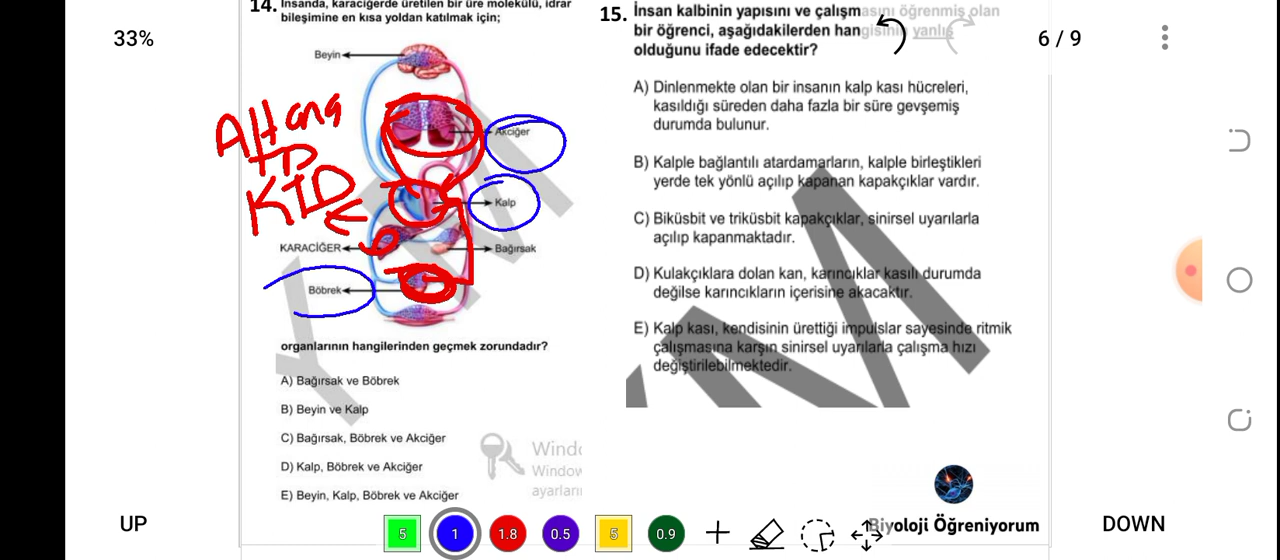 33%
14. İnsanda, karaciğerde üretilen bir üre molekülü, idrar
bileşimine en kısa yoldan katılmak için;
Beyin
Akciğer
Kalp
KARACİĞER
Bağırsak
Böbrek
organlarının hangilerinden geçmek zorundadır?
A) Bağırsak ve Böbrek
B) Beyin ve Kalp
C) Bağırsak, Böbrek ve Akciğer
D) Kalp, Böbrek ve Akciğer
E) Beyin, Kalp, Böbrek ve Akciğer
KTD
15. İnsan kalbinin yapısını ve çalışmasını öğrenmiş olan
bir öğrenci, aşağıdakilerden hangisinin yanlış
olduğunu ifade edecektir?
A) Dinlenmekte olan bir insanın kalp kası hücreleri,
kasıldığı süreden daha fazla bir süre gevşemiş
durumda bulunur.
B) Kalple bağlantılı atardamarların, kalple birleştikleri
yerde tek yönlü açılıp kapanan kapakçıklar vardır.
C) Biküsbit ve triküsbit kapakçıklar, sinirsel uyarılarla
açılıp kapanmaktadır.
D) Kulakçıklara dolan kan, karıncıklar kasılı durumda
değilse karıncıkların içerisine akacaktır.
E) Kalp kası, kendisinin ürettiği impulslar sayesinde ritmik
çalışmasına karşın sinirsel uyarılarla çalışma hızı
değiştirilebilmektedir.
6 / 9
Window
ayarları
Biyoloji Öğreniyorum
UP
5
1
1.8
0.5
5
0.9
DOWN